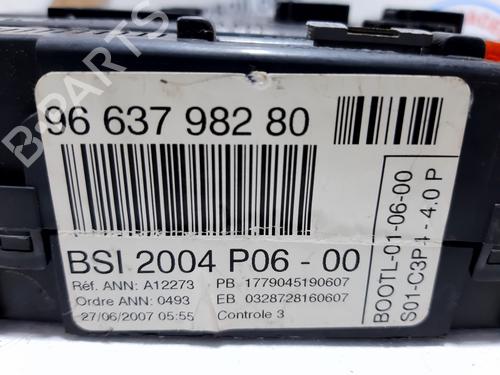 96 637 982 80
BSI 2004 P06 - 00
Réf. ANN: A12273 PB 1779045190607
Ordre ANN: 0493 EB 0328728160607
27/06/2007 05:55 Controle 3
BOOTL-01-06-00
S01-C3P1 - 4.0 P
B-PARTS